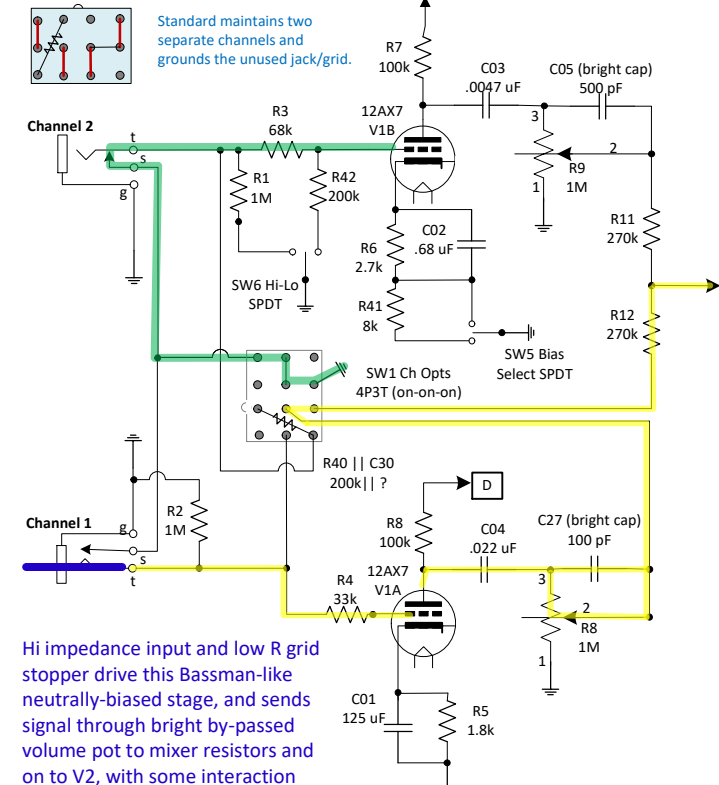 Standard maintains two
separate channels and
grounds the unused jack/grid.
R7
100k
C03
.0047 uF
C05 (bright cap)
500 pF
Channel 2
t
s
g
R3
68k
12AX7
V1B
3
2
1
R9
1M
R1
1M
R42
200k
R6
2.7k
C02
.68 uF
R11
270k
SW6 Hi-Lo
SPDT
R41
8k
R12
270k
SW5 Bias
Select SPDT
SW1 Ch Opts
4P3T (on-on-on)
R40 || C30
200k|| ?
D
R2
1M
Channel 1
g
s
t
R8
100k
C04
.022 uF
C27 (bright cap)
100 pF
12AX7
V1A
R4
33k
3
2
1
R8
1M
C01
125 uF
R5
1.8k
Hi impedance input and low R grid
stopper drive this Bassman-like
neutrally-biased stage, and sends
signal through bright by-passed
volume pot to mixer resistors and
on to V2, with some interaction